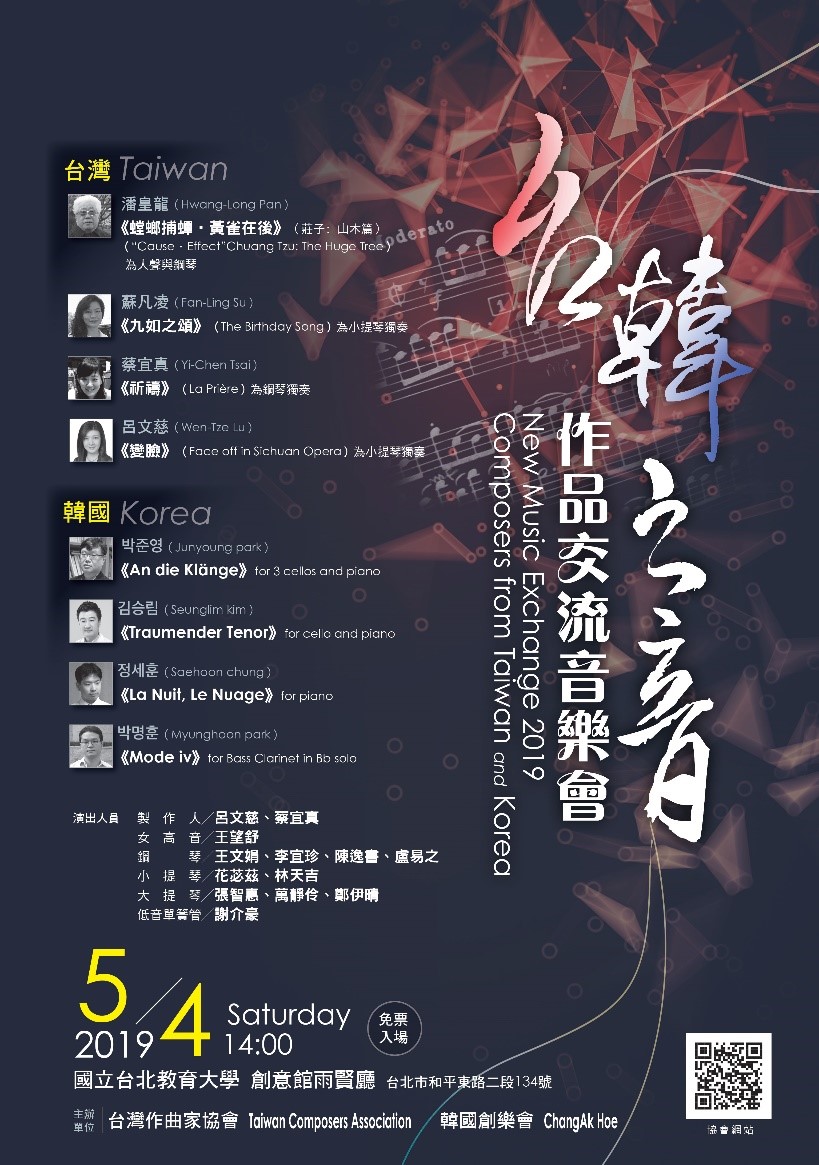 台韓之音
作品交流音樂會
New Music Exchange 2019
Composers from Taiwan and Korea
oderato
台灣 Taiwan
潘皇龍 ( Hwang-Long Pan )
《螳螂捕蟬・黃雀在後》 ( 莊子: 山木篇 )
( “Cause・Effect”Chuang Tzu: The Huge Tree )
為人聲與鋼琴
蘇凡凌 ( Fan-Ling Su )
《九如之頌》 ( The Birthday Song ) 為小提琴獨奏
蔡宜真 ( Yi-Chen Tsai )
《祈禱》 ( La Prière ) 為鋼琴獨奏
呂文慈 ( Wen-Tze Lu )
《變臉》 ( Face off in Sichuan Opera ) 為小提琴獨奏
韓國 Korea
박준영 ( Junyoung park )
《An die Klänge》 for 3 cellos and piano
김승림 ( Seunglim kim )
《Traumender Tenor》 for cello and piano
정세훈 ( Saehoon chung )
《La Nuit, Le Nuage》 for piano
박명훈 ( Myunghoon park )
《Mode iv》 for Bass Clarinet in Bb solo
演出人員 製作人/呂文慈、蔡宜真
女高音/王望舒
鋼琴/王文娟、李宜珍、陳逸書、盧易之
小提琴/花苾茲、林天吉
大提琴/張智惠、萬靜伶、鄭伊晴
低音單簧管/謝介豪
5/4
2019
Saturday
14:00
免票
入場
國立台北教育大學 創意館雨賢廳 台北市和平東路二段134號
主辦
單位
台灣作曲家協會 Taiwan Composers Association 韓國創樂會 ChangAk Hoe
協會網站